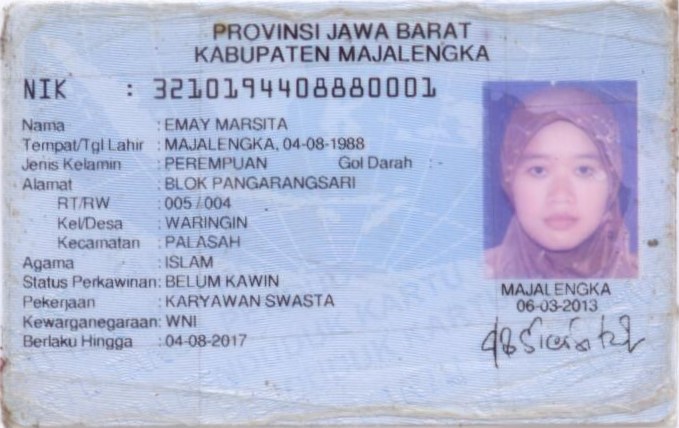 PROVINSI JAWA BARAT
KABUPATEN MAJALENGKA
NIK : 3210194408880001
Nama : EMAY MARSITA
Tempat/Tgl Lahir : MAJALENGKA, 04-08-1988
Jenis Kelamin : PEREMPUAN Gol Darah : -
Alamat : BLOK PANGARANGSARI
RT/RW : 005 / 004
Kel/Desa : WARINGIN
Kecamatan : PALASAH
Agama : ISLAM
Status Perkawinan: BELUM KAWIN
Pekerjaan : KARYAWAN SWASTA
Kewarganegaraan: WNI
Berlaku Hingga : 04-08-2017
MAJALENGKA
06-03-2013